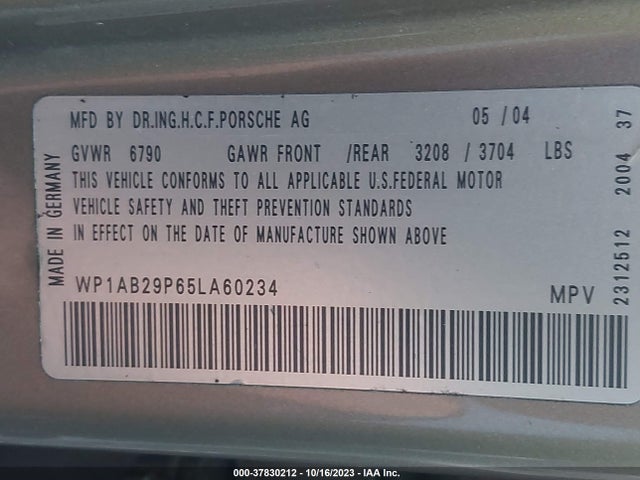 MFD BY DR.ING.H.C.F.PORSCHE AG 05 / 04
GVWR 6790 GAWR FRONT /REAR 3208 / 3704 LBS
THIS VEHICLE CONFORMS TO ALL APPLICABLE U.S.FEDERAL MOTOR
VEHICLE SAFETY AND THEFT PREVENTION STANDARDS
IN EFFECT ON THE DATE OF MANUFACTURE SHOWN ABOVE
WP1AB29P65LA60234 MPV
MADE IN GERMANY
2312512 2004 37
000-37830212 - 10/16/2023 - IAA Inc.